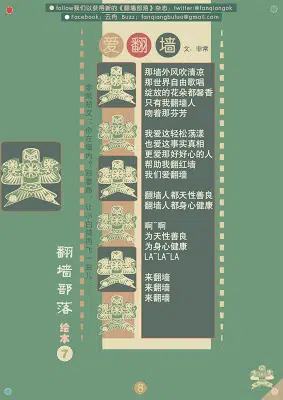 ●follow我们以获得新的《翻墙部落》杂志：twitter@fanqiangok
●Facebook：云角 Buzz：fanqiangbuluo@gmail.com
爱翻墙
文：非常
那墙外风吹清凉
那世界自由歌唱
绽放的花朵都馨香
只有我翻墙人
吻着那芬芳
我爱这轻松荡漾
也爱这事实真相
更爱那好好心的人
帮助我翻红墙
我们爱翻墙
翻墙人都天性善良
翻墙人都身心健康
啊~啊
为天性善良
为身心健康
LA~LA~LA
来翻墙
来翻墙
来翻墙
翻墙部落
绘本
7
8